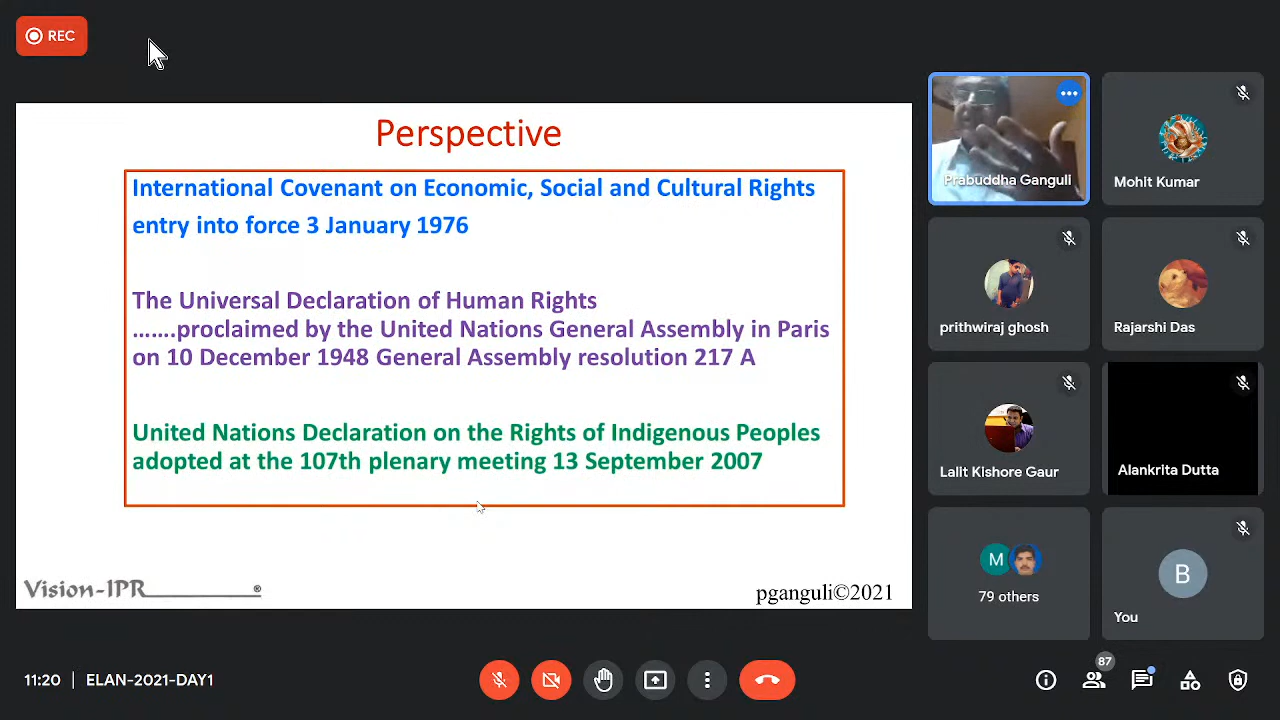 REC
Perspective
International Covenant on Economic, Social and Cultural Rights
entry into force 3 January 1976
The Universal Declaration of Human Rights
…….proclaimed by the United Nations General Assembly in Paris
on 10 December 1948 General Assembly resolution 217 A
United Nations Declaration on the Rights of Indigenous Peoples
adopted at the 107th plenary meeting 13 September 2007
Vision-IPR ®
pganguli©2021
Prabuddha Ganguli
Mohit Kumar
prithwiraj ghosh
Rajarshi Das
Lalit Kishore Gaur
Alankrita Dutta
M
79 others
B
You
11:20 | ELAN-2021-DAY1
87